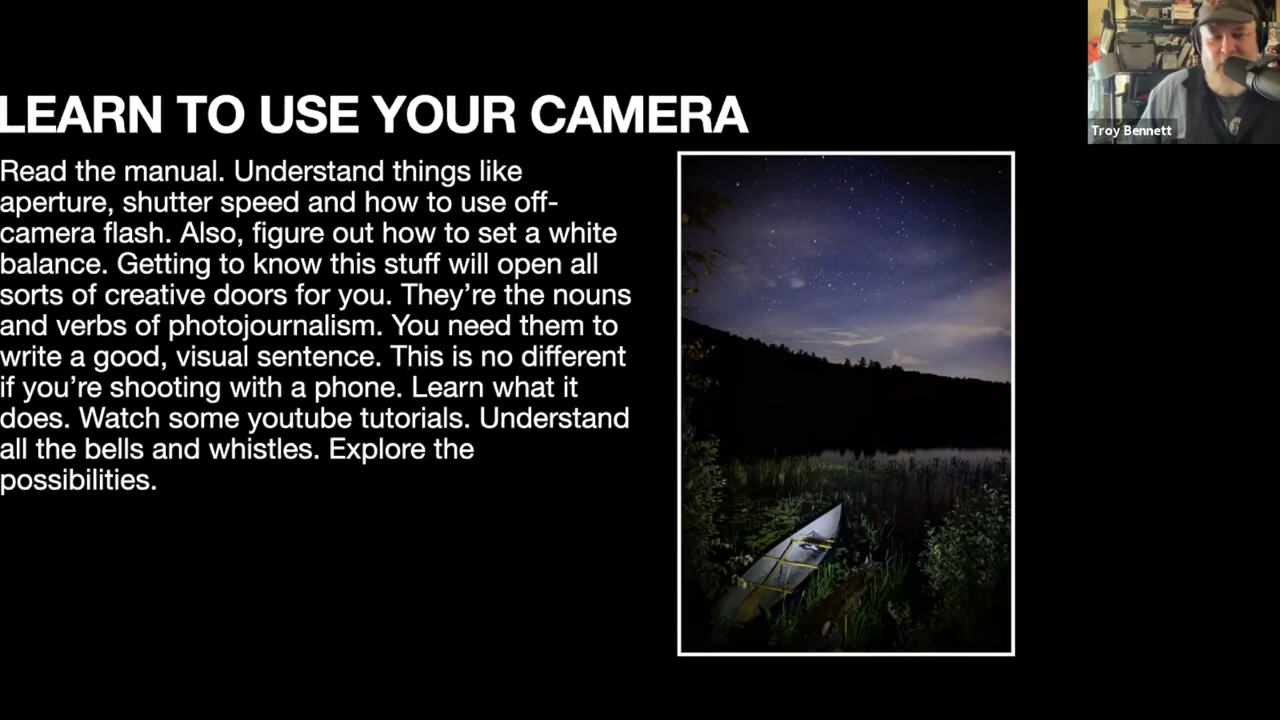 LEARN TO USE YOUR CAMERA
Read the manual. Understand things like
aperture, shutter speed and how to use off-
camera flash. Also, figure out how to set a white
balance. Getting to know this stuff will open all
sorts of creative doors for you. They’re the nouns
and verbs of photojournalism. You need them to
write a good, visual sentence. This is no different
if you’re shooting with a phone. Learn what it
does. Watch some youtube tutorials. Understand
all the bells and whistles. Explore the
possibilities.
Troy Bennett